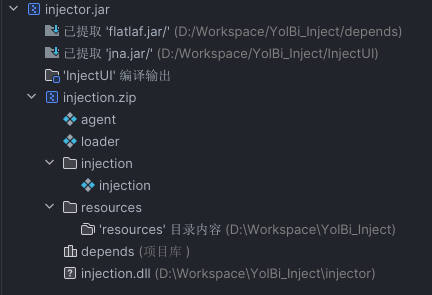 injector.jar
已提取 'flatlaf.jar/' (D:/Workspace/YolBi_Inject/depends)
已提取 'jna.jar/' (D:/Workspace/YolBi_Inject/InjectUI)
'InjectUI' 编译输出
injection.zip
agent
loader
injection
injection
resources
'resources' 目录内容 (D:\Workspace\YolBi_Inject)
depends (项目库 )
injection.dll (D:\Workspace\YolBi_Inject\injector)